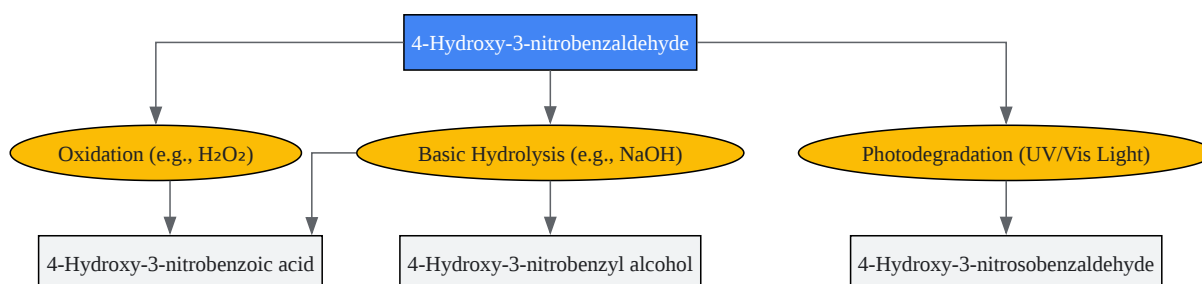 4-Hydroxy-3-nitrobenzaldehyde
Oxidation (e.g., H₂O₂)
Basic Hydrolysis (e.g., NaOH)
Photodegradation (UV/Vis Light)
4-Hydroxy-3-nitrobenzoic acid
4-Hydroxy-3-nitrobenzyl alcohol
4-Hydroxy-3-nitrosobenzaldehyde